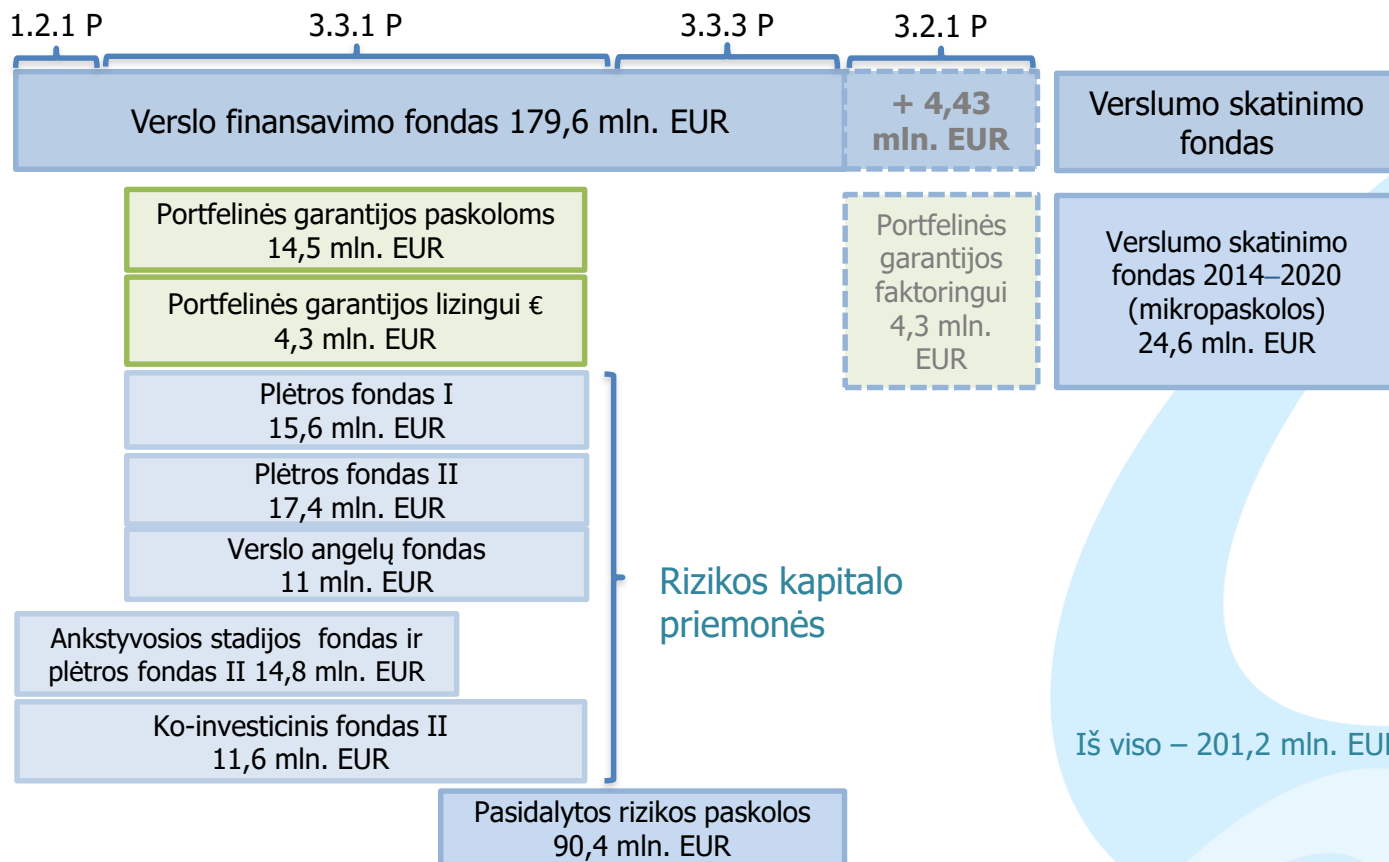 1.2.1 P
3.3.1 P
3.3.3 P
3.2.1 P
Verslo finansavimo fondas 179,6 mln. EUR
+ 4,43
mln. EUR
Verslumo skatinimo
fondas
Portfelinės garantijos paskoloms
14,5 mln. EUR
Portfelinės garantijos lizingui €
4,3 mln. EUR
Portfelinės
garantijos
faktoringui
4,3 mln.
EUR
Verslumo skatinimo
fondas 2014–2020
(mikropaskolos)
24,6 mln. EUR
Plėtros fondas I
15,6 mln. EUR
Plėtros fondas II
17,4 mln. EUR
Verslo angelų fondas
11 mln. EUR
Rizikos kapitalo
priemonės
Ankstyvosios stadijos fondas ir
plėtros fondas II 14,8 mln. EUR
Ko-investicinis fondas II
11,6 mln. EUR
Iš viso – 201,2 mln. EUR
Pasidalytos rizikos paskolos
90,4 mln. EUR